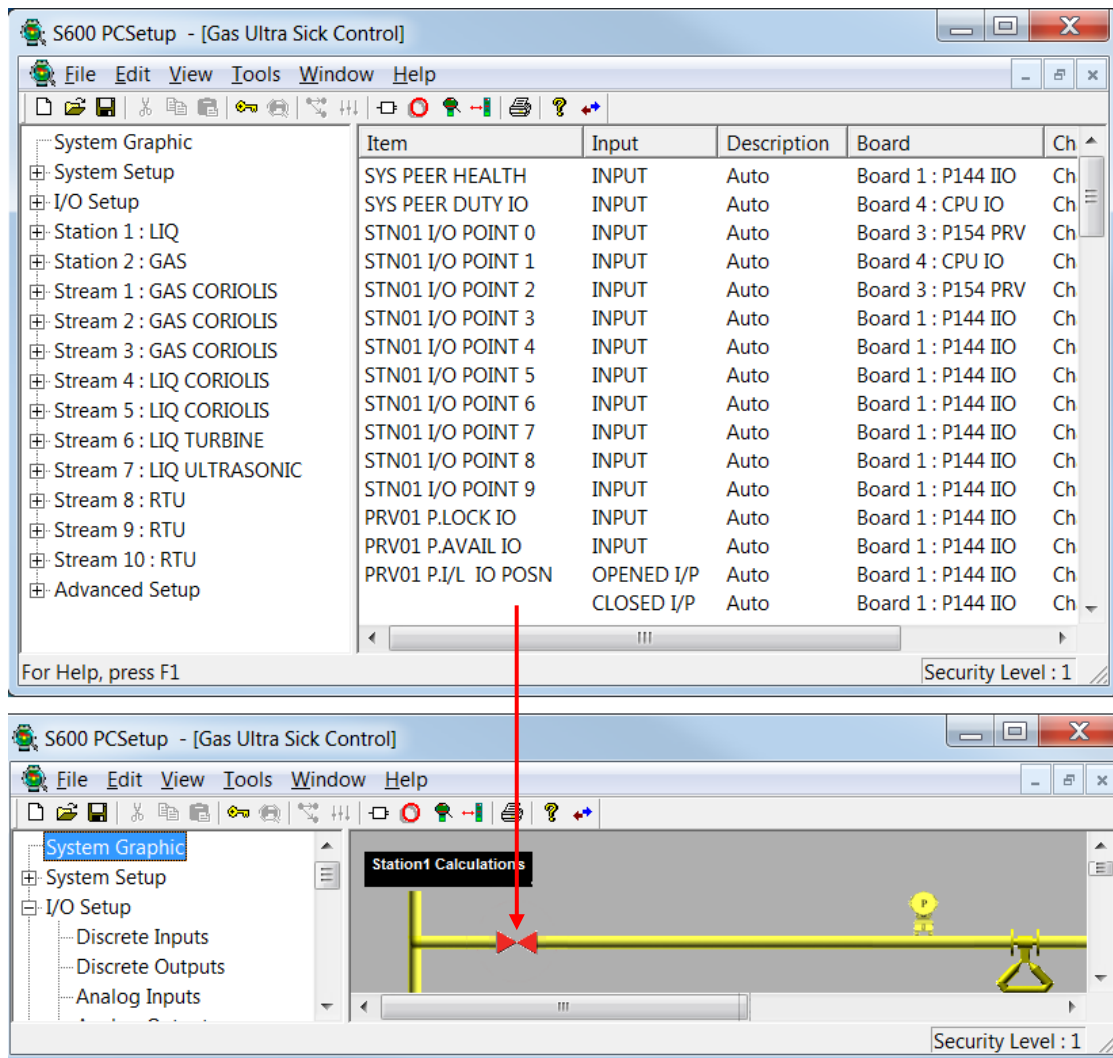 S600 PCSetup - [Gas Ultra Sick Control]
File Edit View Tools Window Help
System Graphic
System Setup
I/O Setup
Station 1 : LIQ
Station 2 : GAS
Stream 1 : GAS CORIOLIS
Stream 2 : GAS CORIOLIS
Stream 3 : GAS CORIOLIS
Stream 4 : LIQ CORIOLIS
Stream 5 : LIQ CORIOLIS
Stream 6 : LIQ TURBINE
Stream 7 : LIQ ULTRASONIC
Stream 8 : RTU
Stream 9 : RTU
Stream 10 : RTU
Advanced Setup
Item Input Description Board Ch
SYS PEER HEALTH INPUT Auto Board 1 : P144 IIO Ch
SYS PEER DUTY IO INPUT Auto Board 4 : CPU IO Ch
STN01 I/O POINT 0 INPUT Auto Board 3 : P154 PRV Ch
STN01 I/O POINT 1 INPUT Auto Board 4 : CPU IO Ch
STN01 I/O POINT 2 INPUT Auto Board 3 : P154 PRV Ch
STN01 I/O POINT 3 INPUT Auto Board 1 : P144 IIO Ch
STN01 I/O POINT 4 INPUT Auto Board 1 : P144 IIO Ch
STN01 I/O POINT 5 INPUT Auto Board 1 : P144 IIO Ch
STN01 I/O POINT 6 INPUT Auto Board 1 : P144 IIO Ch
STN01 I/O POINT 7 INPUT Auto Board 1 : P144 IIO Ch
STN01 I/O POINT 8 INPUT Auto Board 1 : P144 IIO Ch
STN01 I/O POINT 9 INPUT Auto Board 1 : P144 IIO Ch
PRV01 P.LOCK IO INPUT Auto Board 1 : P144 IIO Ch
PRV01 P.AVAIL IO INPUT Auto Board 1 : P144 IIO Ch
PRV01 P.I/L IO POSN OPENED I/P Auto Board 1 : P144 IIO Ch
CLOSED I/P Auto Board 1 : P144 IIO Ch
For Help, press F1
Security Level : 1
S600 PCSetup - [Gas Ultra Sick Control]
File Edit View Tools Window Help
System Graphic
System Setup
I/O Setup
Discrete Inputs
Discrete Outputs
Analog Inputs
Station1 Calculations
P
Security Level : 1